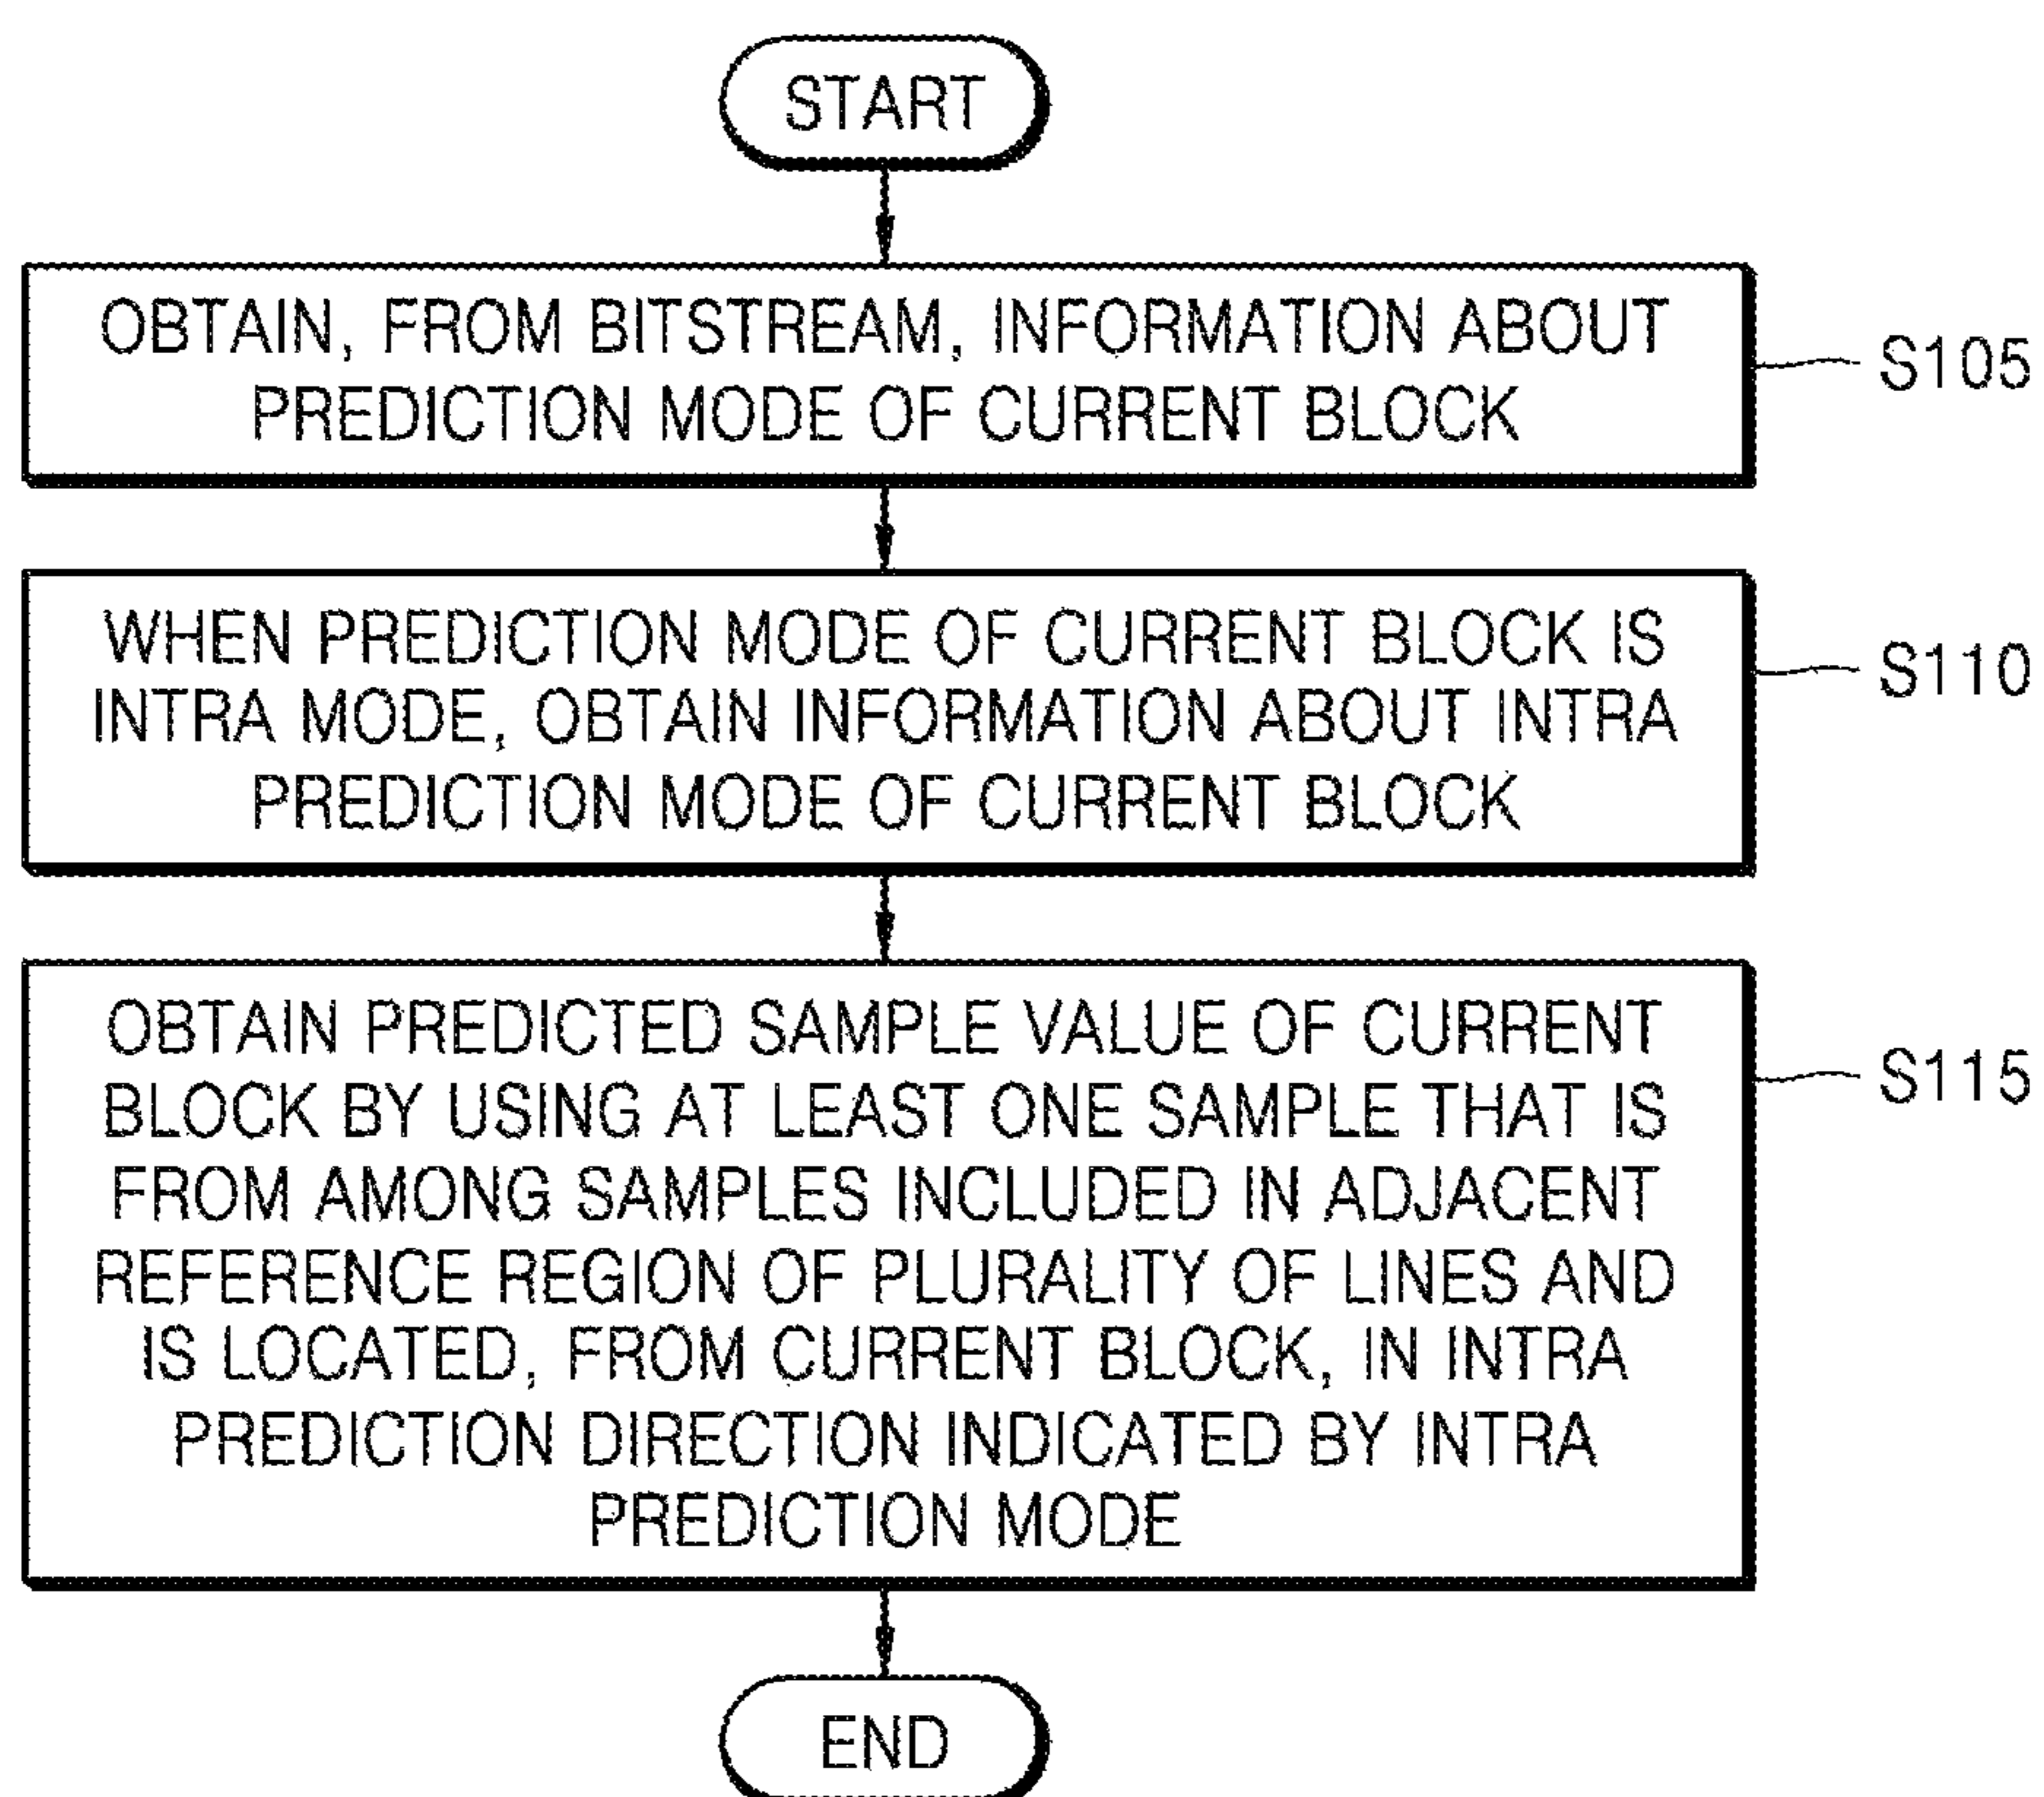 START
OBTAIN, FROM BITSTREAM, INFORMATION ABOUT
PREDICTION MODE OF CURRENT BLOCK
S105
WHEN PREDICTION MODE OF CURRENT BLOCK IS
INTRA MODE, OBTAIN INFORMATION ABOUT INTRA
PREDICTION MODE OF CURRENT BLOCK
S110
OBTAIN PREDICTED SAMPLE VALUE OF CURRENT
BLOCK BY USING AT LEAST ONE SAMPLE THAT IS
FROM AMONG SAMPLES INCLUDED IN ADJACENT
REFERENCE REGION OF PLURALITY OF LINES AND
IS LOCATED, FROM CURRENT BLOCK, IN INTRA
PREDICTION DIRECTION INDICATED BY INTRA
PREDICTION MODE
S115
END